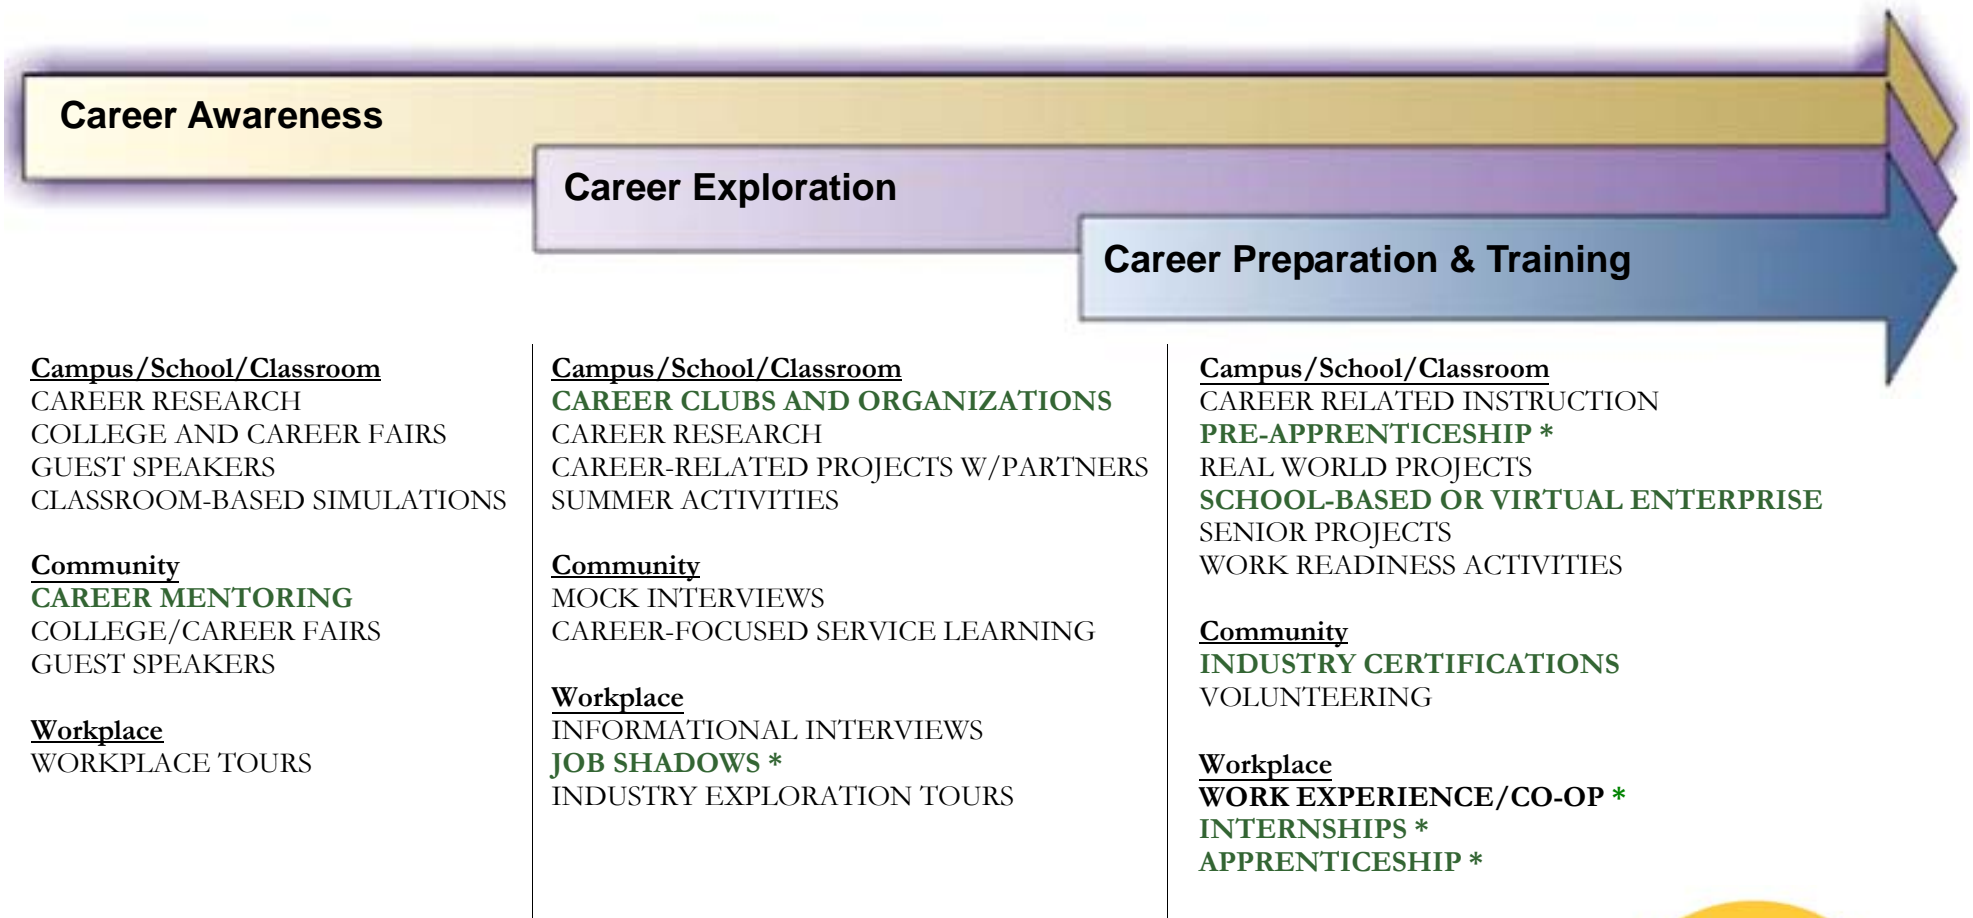 Career Awareness
Career Exploration
Career Preparation & Training
Campus/School/Classroom
CAREER RESEARCH
COLLEGE AND CAREER FAIRS
GUEST SPEAKERS
CLASSROOM-BASED SIMULATIONS
Community
CAREER MENTORING
COLLEGE/CAREER FAIRS
GUEST SPEAKERS
Workplace
WORKPLACE TOURS
Campus/School/Classroom
CAREER CLUBS AND ORGANIZATIONS
CAREER RESEARCH
CAREER-RELATED PROJECTS W/PARTNERS
SUMMER ACTIVITIES
Community
MOCK INTERVIEWS
CAREER-FOCUSED SERVICE LEARNING
Workplace
INFORMATIONAL INTERVIEWS
JOB SHADOWS *
INDUSTRY EXPLORATION TOURS
Campus/School/Classroom
CAREER RELATED INSTRUCTION
PRE-APPRENTICESHIP *
REAL WORLD PROJECTS
SCHOOL-BASED OR VIRTUAL ENTERPRISE
SENIOR PROJECTS
WORK READINESS ACTIVITIES
Community
INDUSTRY CERTIFICATIONS
VOLUNTEERING
Workplace
WORK EXPERIENCE/CO-OP *
INTERNSHIPS *
APPRENTICESHIP *